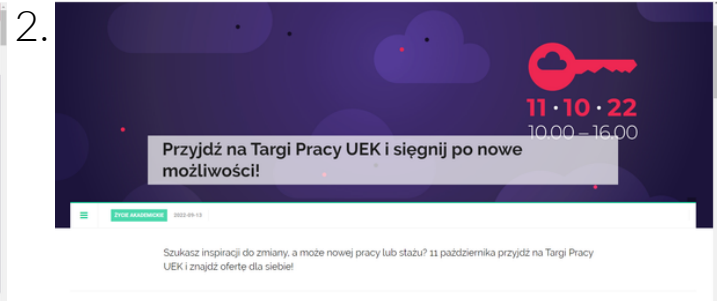 2.
11 · 10 · 22
10.00 – 16.00
Przyjdź na Targi Pracy UEK i sięgnij po nowe
możliwości!
ŻYCIE AKADEMICKIE 2022-09-13
Szukasz inspiracji do zmiany, a może nowej pracy lub stażu? 11 października przyjdź na Targi Pracy
UEK i znajdź ofertę dla siebie!